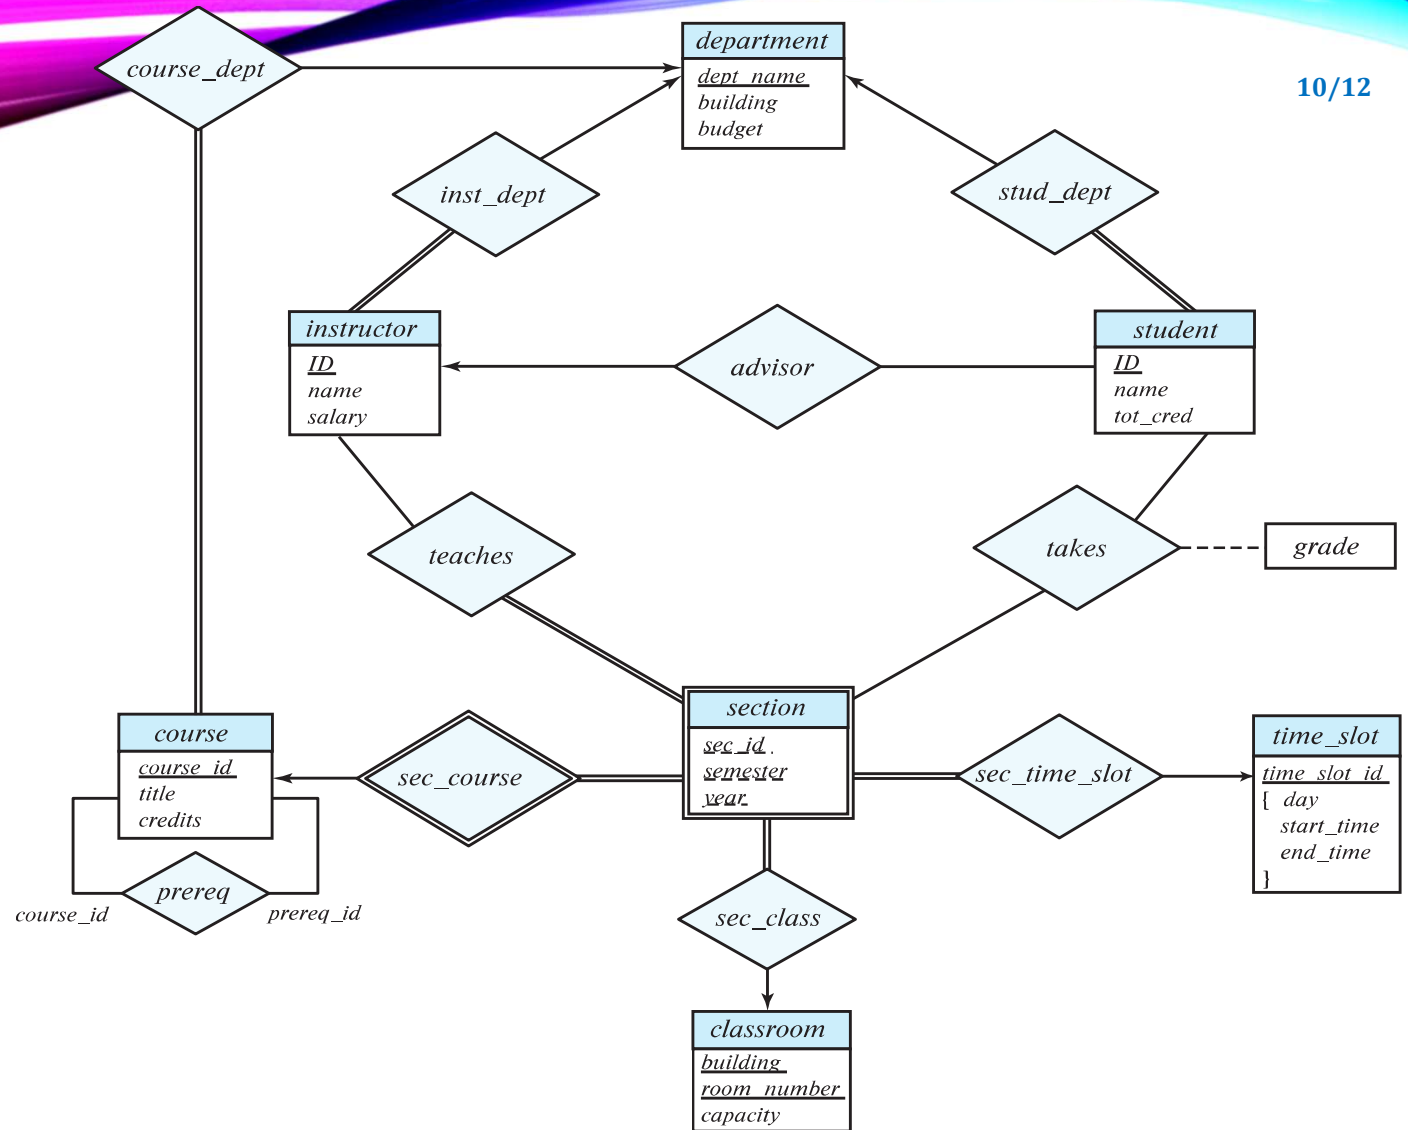 course_dept
department
dept_name
building
budget
10/12
inst_dept
stud_dept
instructor
ID
name
salary
advisor
student
ID
name
tot_cred
teaches
takes
grade
course
course_id
title
credits
sec_course
section
sec_id
semester
year
sec_time_slot
time_slot
time_slot_id
{ day
start_time
end_time
}
prereq
course_id
prereq_id
sec_class
classroom
building
room_number
capacity